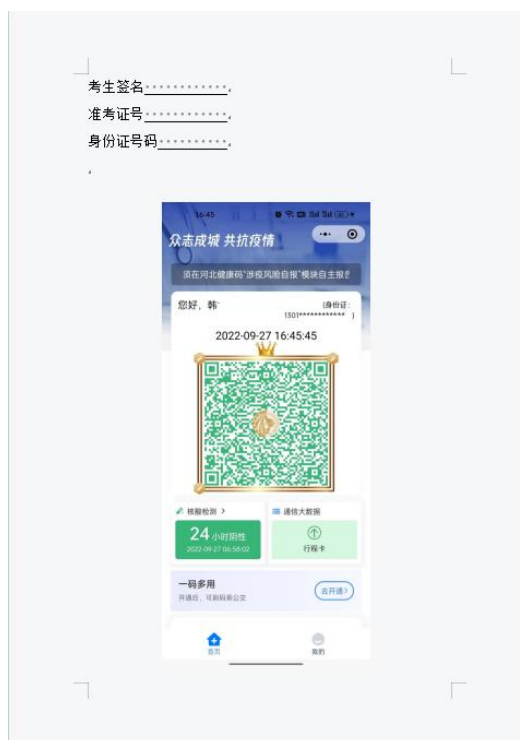 考生签名
准考证号
身份证号码
16:45
众志成城 共抗疫情
须在河北健康码“涉疫风险自报”模块自主报
您好，韩
(身份证:
1301************ )
2022-09-27 16:45:45
核酸检测 >
通信大数据
24 小时阴性
2022-09-27 06:56:02
行程卡
一码多用
开通后，可刷码乘公交
去开通>
首页
我的